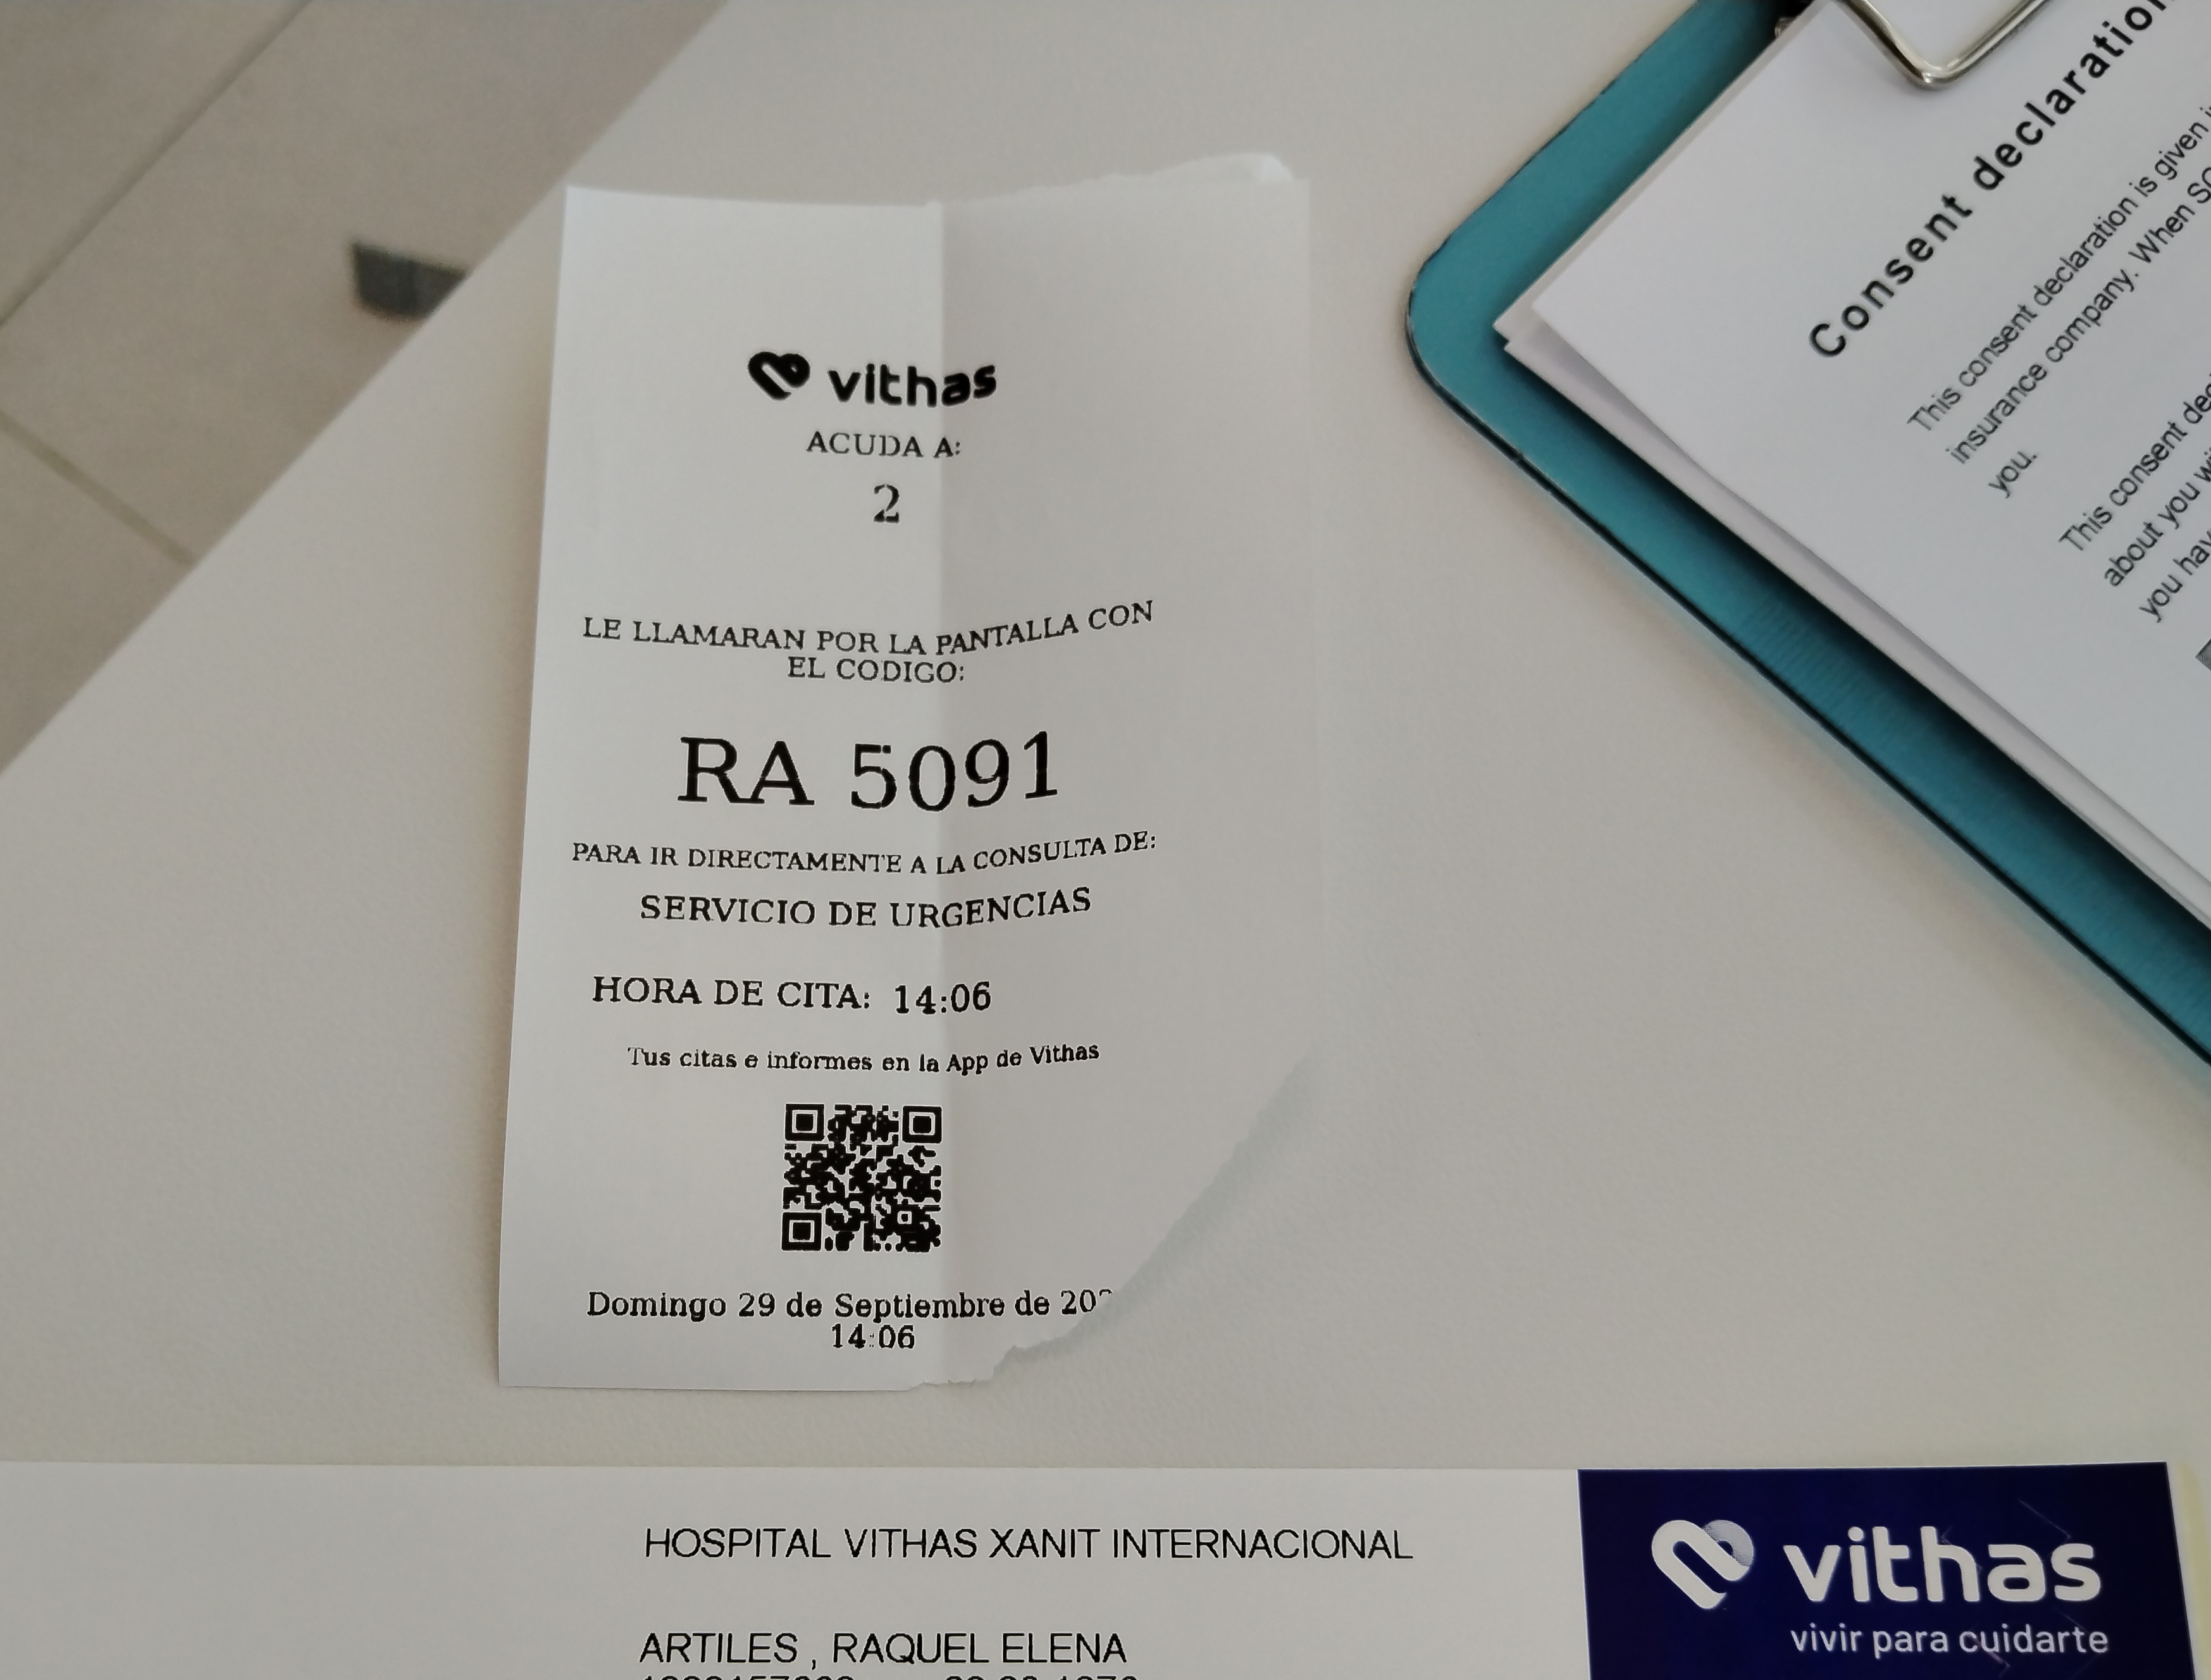 vithas
ACUDA A:
2
LE LLAMARAN POR LA PANTALLA CON
EL CODIGO:
RA 5091
PARA IR DIRECTAMENTE A LA CONSULTA DE:
SERVICIO DE URGENCIAS
HORA DE CITA: 14:06
Tus citas e informes en la App de Vithas
Domingo 29 de Septiembre de
14:06
Consent declaration
This consent declaration is given
insurance company. When
you.
This consent
about you
you
HOSPITAL VITHAS XANIT INTERNACIONAL
ARTILES , RAQUEL ELENA
vithas
vivir para cuidarte